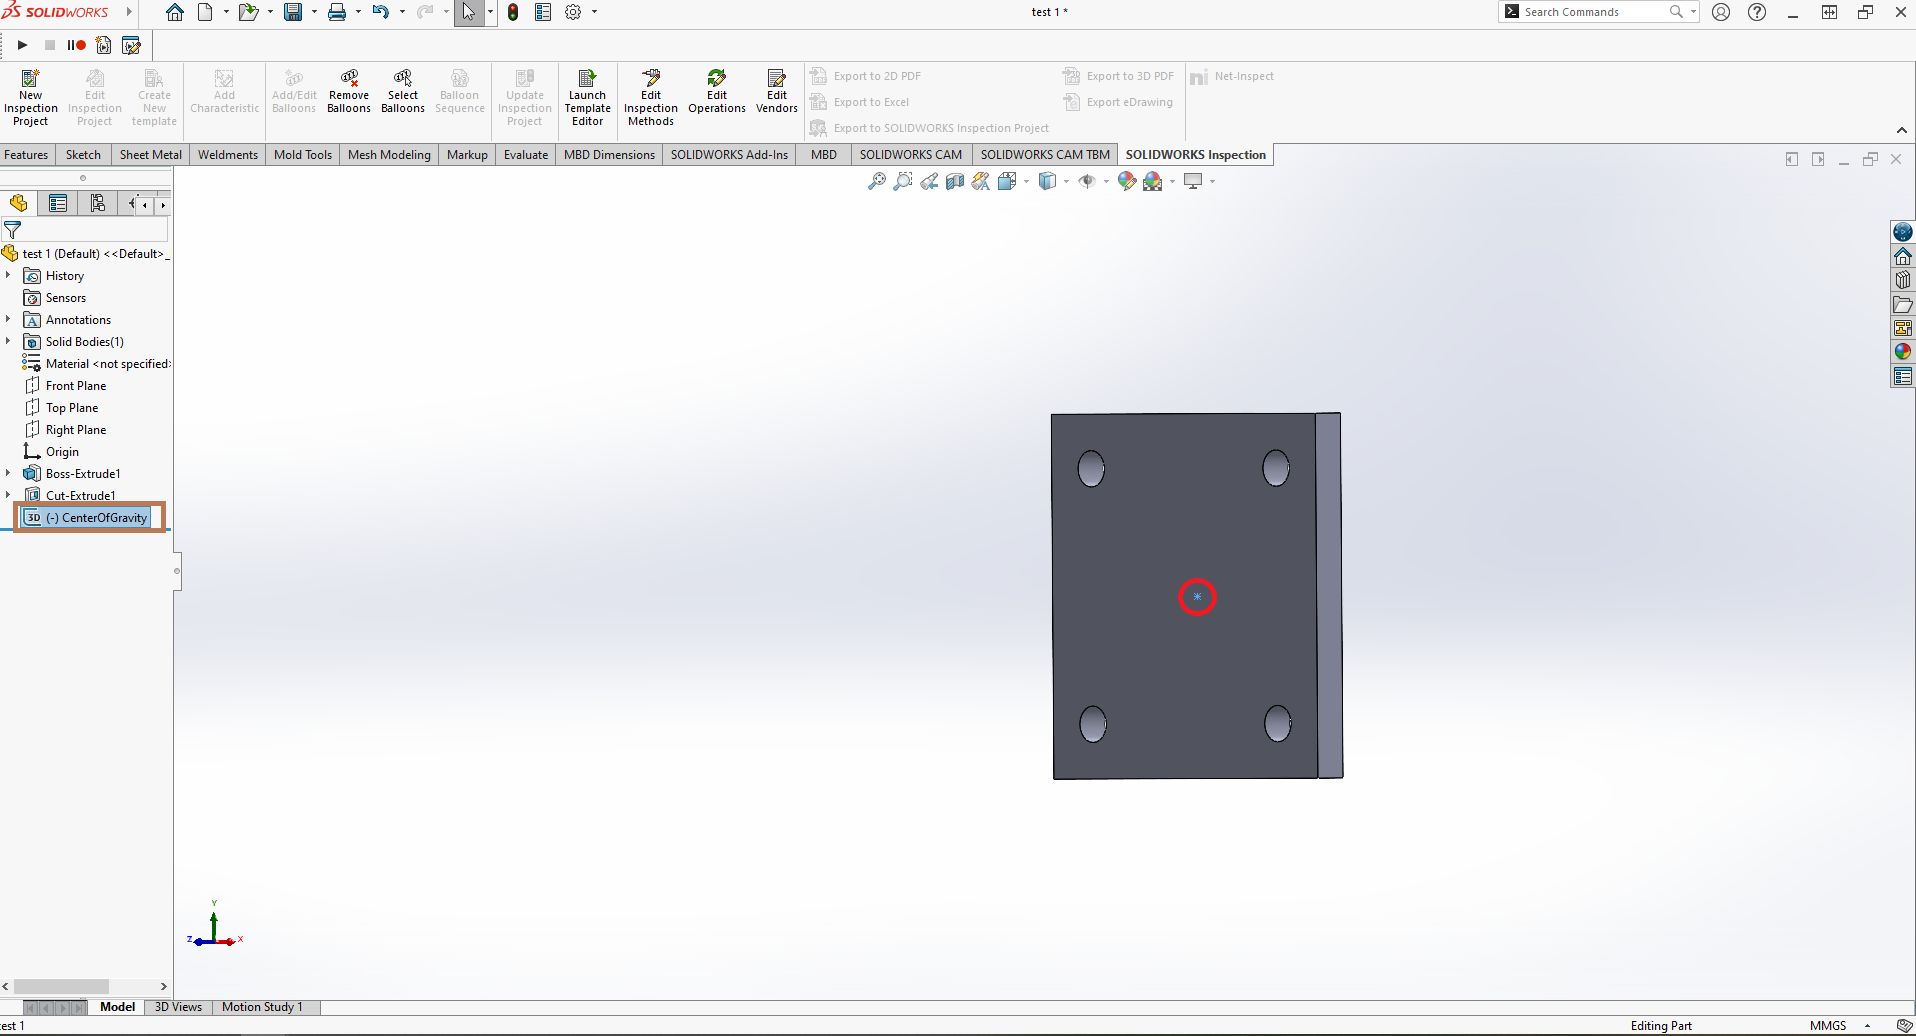 SOLIDWORKS
test 1 *
Search Commands
New Inspection Project
Edit Inspection Project
Create New template
Add Characteristic
Add/Edit Balloons
Remove Balloons
Select Balloons
Balloon Sequence
Update Inspection Project
Launch Template Editor
Edit Inspection Methods
Edit Operations
Edit Vendors
Export to 2D PDF
Export to Excel
Export to SOLIDWORKS Inspection Project
Export to 3D PDF
Export eDrawing
Net-Inspect
Features
Sketch
Sheet Metal
Weldments
Mold Tools
Mesh Modeling
Markup
Evaluate
MBD Dimensions
SOLIDWORKS Add-Ins
MBD
SOLIDWORKS CAM
SOLIDWORKS CAM TBM
SOLIDWORKS Inspection
test 1 (Default) <<Default>_
History
Sensors
Annotations
Solid Bodies(1)
Material <not specified>
Front Plane
Top Plane
Right Plane
Origin
Boss-Extrude1
Cut-Extrude1
3D (-) CenterOfGravity
Y
Z
X
Model
3D Views
Motion Study 1
est 1
Editing Part
MMGS